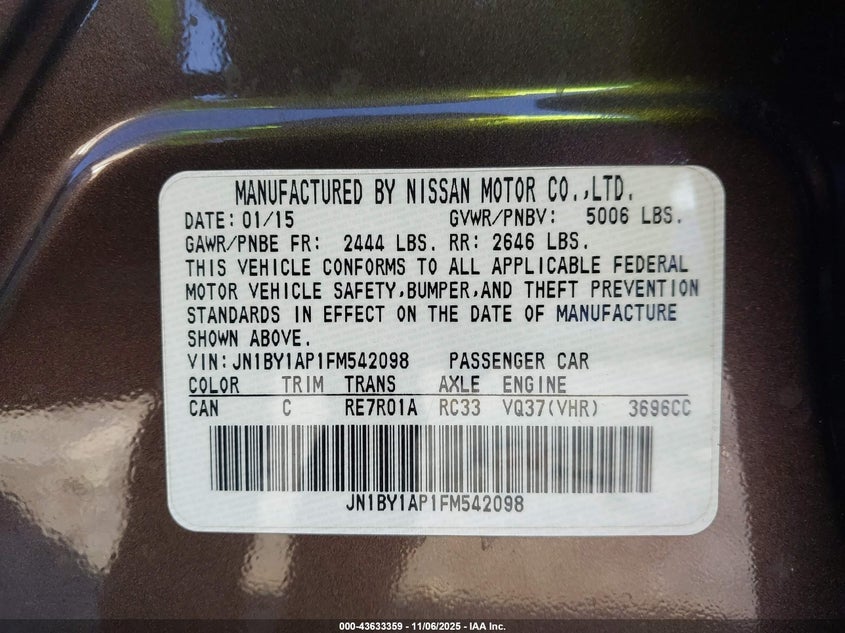 MANUFACTURED BY NISSAN MOTOR CO.,LTD.
DATE: 01/15 GVWR/PNBV: 5006 LBS.
GAWR/PNBE FR: 2444 LBS. RR: 2646 LBS.
THIS VEHICLE CONFORMS TO ALL APPLICABLE FEDERAL
MOTOR VEHICLE SAFETY,BUMPER,AND THEFT PREVENTION
STANDARDS IN EFFECT ON THE DATE OF MANUFACTURE
SHOWN ABOVE.
VIN: JN1BY1AP1FM542098 PASSENGER CAR
COLOR TRIM TRANS AXLE ENGINE
CAN C RE7R01A RC33 VQ37(VHR) 3696CC
JN1BY1AP1FM542098
000-43633359 - 11/06/2025 - IAA Inc.